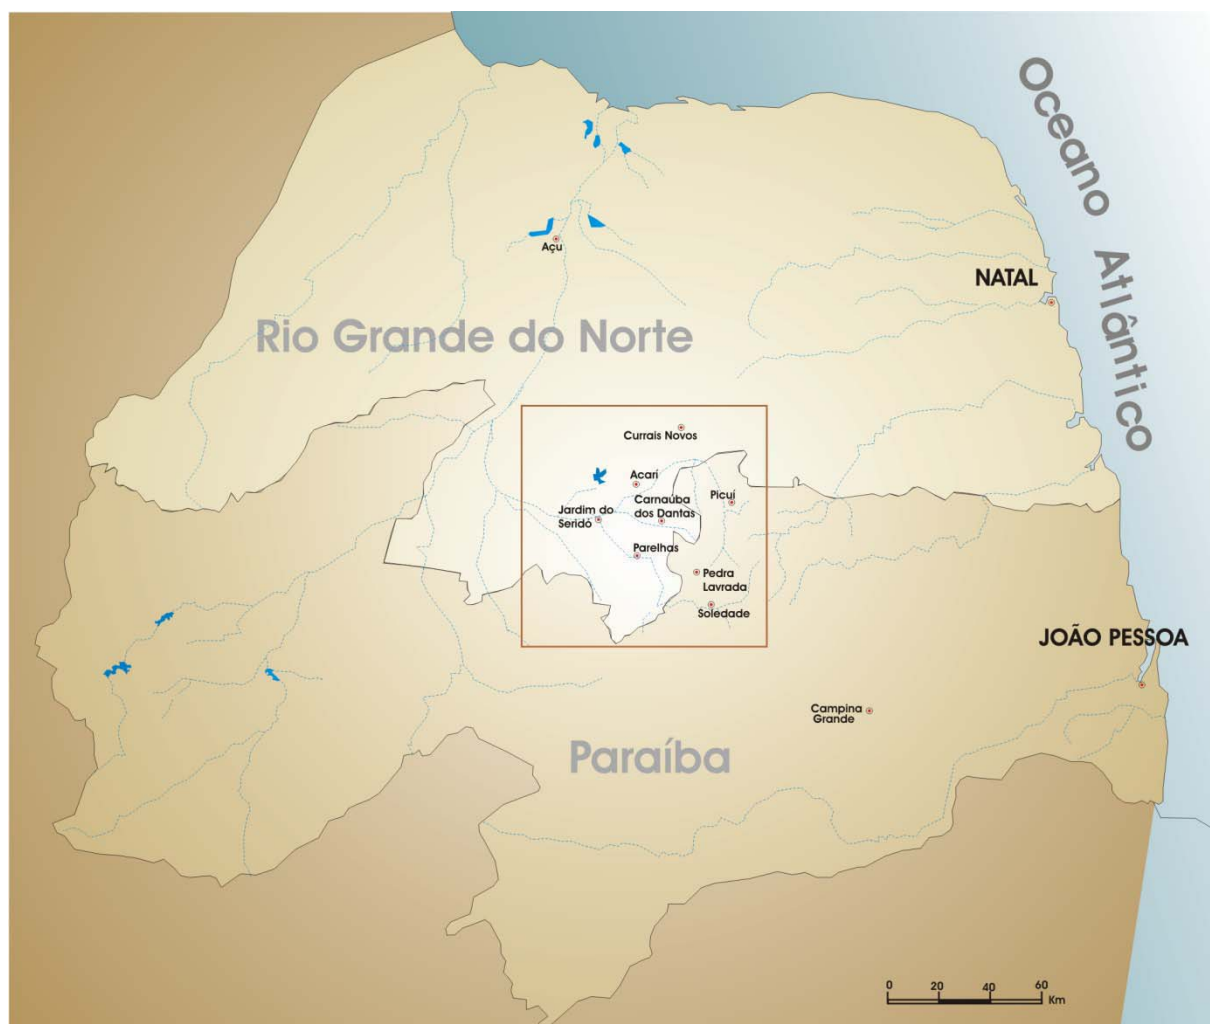 Oceano Atlântico
NATAL
Açu
Rio Grande do Norte
Currais Novos
Acarí
Picuí
Carnaúba
dos Dantas
Jardim do
Seridó
Parelhas
Pedra
Lavrada
Soledade
JOÃO PESSOA
Campina
Grande
Paraíba
0 20 40 60
Km